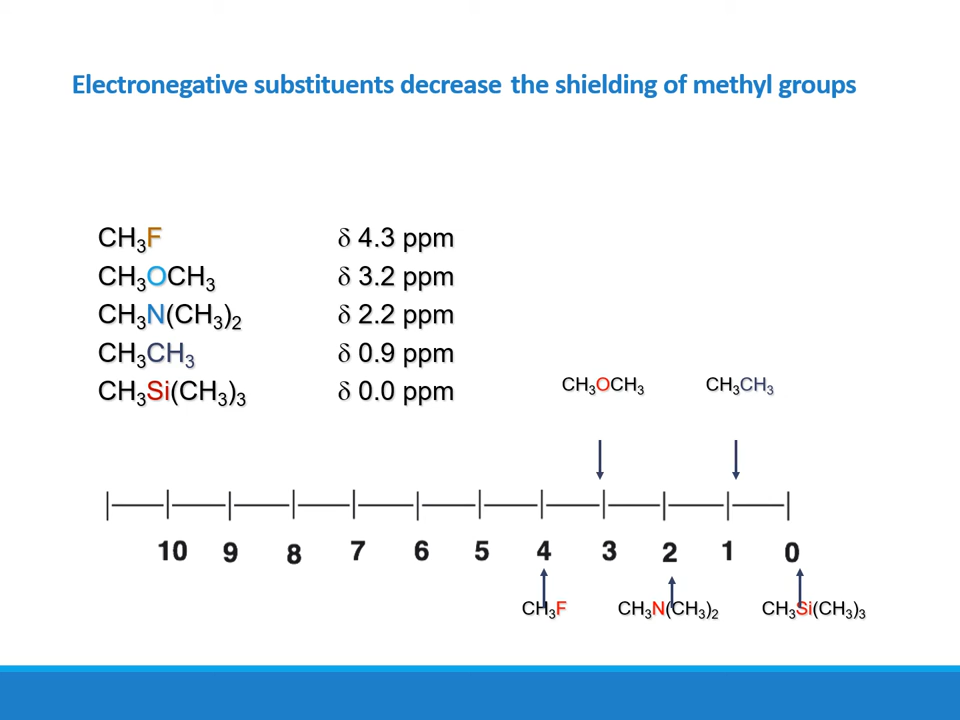 Electronegative substituents decrease the shielding of methyl groups
CH₃F δ 4.3 ppm
CH₃OCH₃ δ 3.2 ppm
CH₃N(CH₃)₂ δ 2.2 ppm
CH₃CH₃ δ 0.9 ppm
CH₃Si(CH₃)₃ δ 0.0 ppm
CH₃OCH₃ CH₃CH₃
10 9 8 7 6 5 4 3 2 1 0
CH₃F CH₃N(CH₃)₂ CH₃Si(CH₃)₃